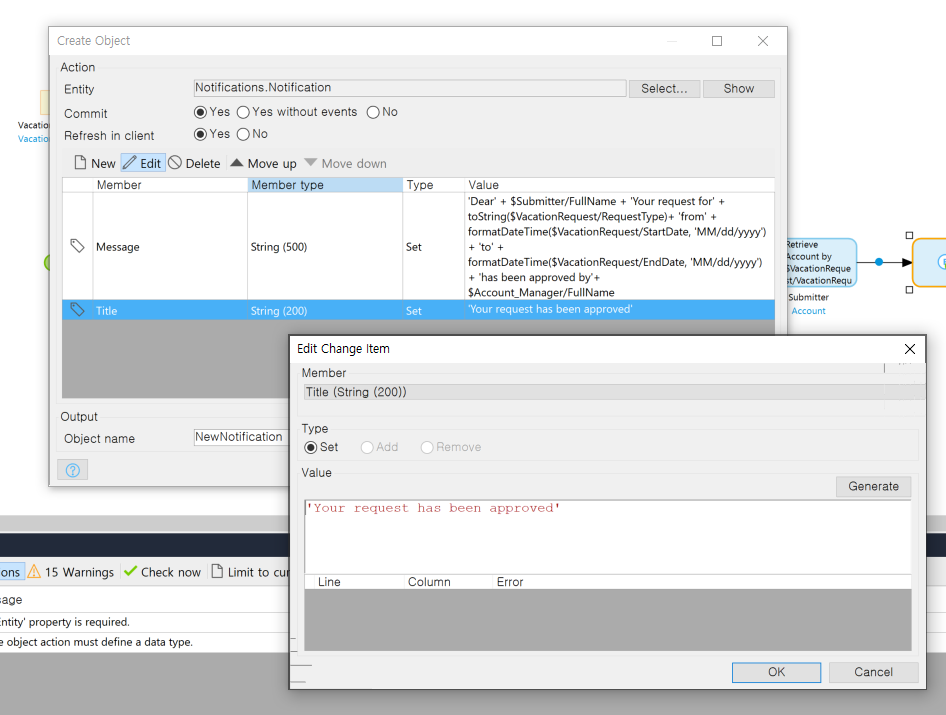 Create Object
Action
Entity
Notifications.Notification
Select...
Show
Commit
Yes
Yes without events
No
Refresh in client
Yes
No
New
Edit
Delete
Move up
Move down
Member
Member type
Type
Value
Message
String (500)
Set
'Dear' + $Submitter/FullName + 'Your request for' +
toString($VacationRequest/RequestType)+ 'from' +
formatDateTime($VacationRequest/StartDate, 'MM/dd/yyyy')
+ 'to' +
formatDateTime($VacationRequest/EndDate, 'MM/dd/yyyy')
+ 'has been approved by'+
$Account_Manager/FullName
Title
String (200)
Set
'Your request has been approved'
Output
Object name
NewNotification
?
Vacatio
Vacatio
Retrieve
Account by
$VacationReque
st/VacationRequ
Submitter
Account
Edit Change Item
Member
Title (String (200))
Type
Set
Add
Remove
Value
Generate
'Your request has been approved'
Line
Column
Error
OK
Cancel
ons
15 Warnings
Check now
Limit to cur
sage
Entity' property is required.
e object action must define a data type.